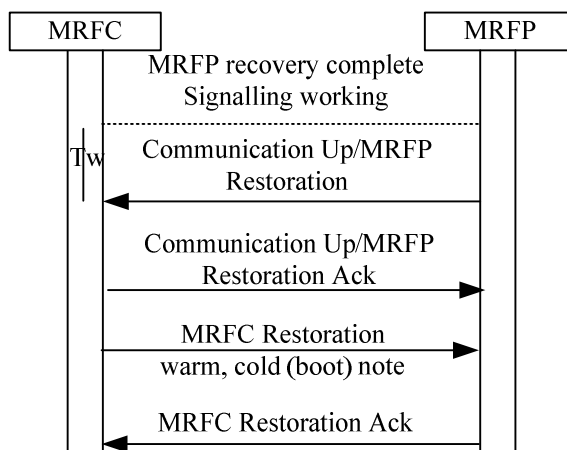 MRFC
MRFP
MRFP recovery complete
Signalling working
Tw
Communication Up/MRFP
Restoration
Communication Up/MRFP
Restoration Ack
MRFC Restoration
warm, cold (boot) note
MRFC Restoration Ack